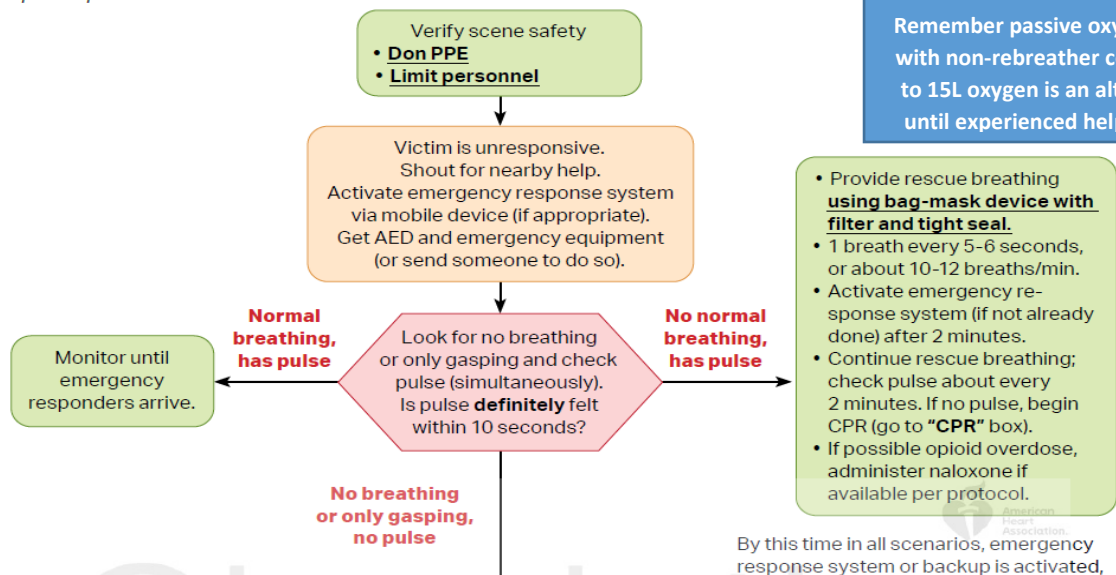 Verify scene safety
• Don PPE
• Limit personnel
Remember passive
with non-rebreather
to 15L oxygen is an
until experienced
Victim is unresponsive.
Shout for nearby help.
Activate emergency response system
via mobile device (if appropriate).
Get AED and emergency equipment
(or send someone to do so).
Normal
breathing,
has pulse
Look for no breathing
or only gasping and check
pulse (simultaneously).
Is pulse definitely felt
within 10 seconds?
No normal
breathing,
has pulse
Monitor until
emergency
responders arrive.
• Provide rescue breathing
using bag-mask device with
filter and tight seal.
• 1 breath every 5-6 seconds,
or about 10-12 breaths/min.
• Activate emergency re-
sponse system (if not already
done) after 2 minutes.
• Continue rescue breathing;
check pulse about every
2 minutes. If no pulse, begin
CPR (go to "CPR" box).
• If possible opioid overdose,
administer naloxone if
available per protocol.
American
Heart
Association.
No breathing
or only gasping,
no pulse
By this time in all scenarios, emergency
response system or backup is activated,